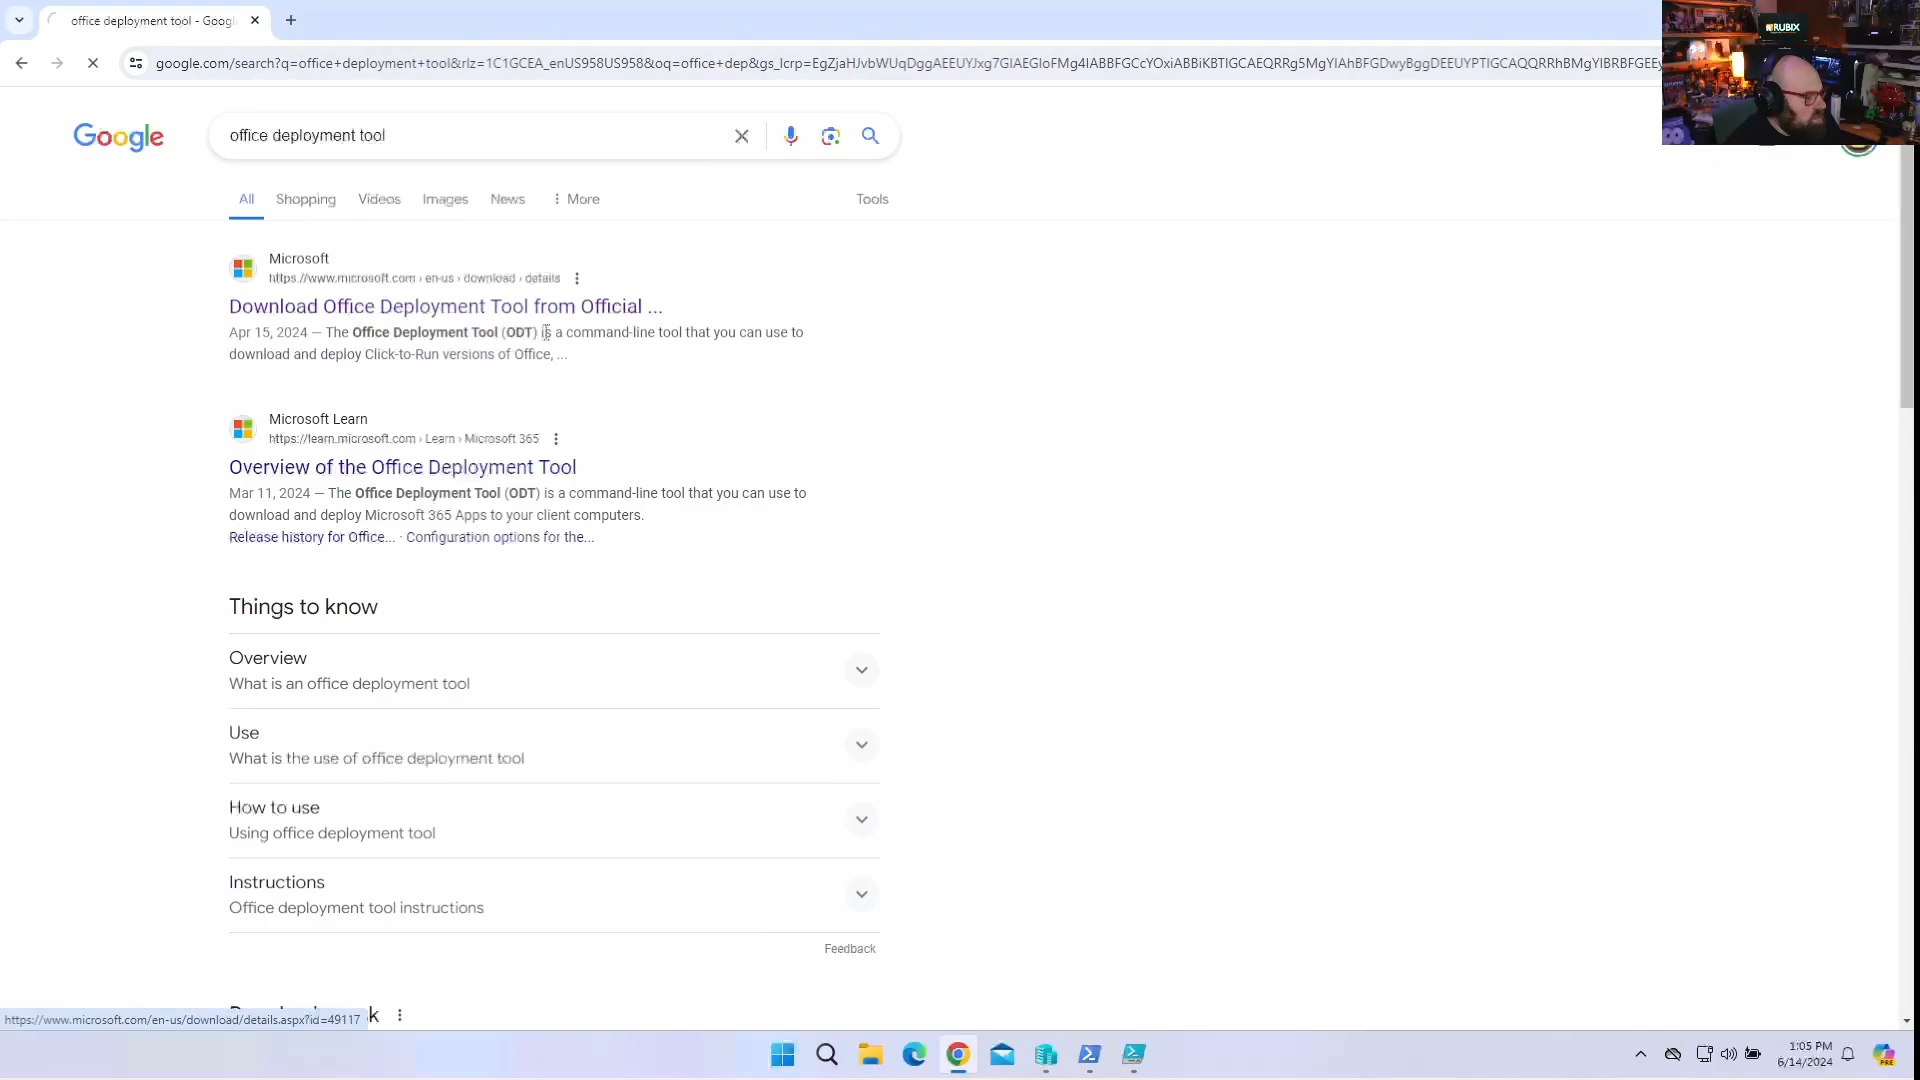 office deployment tool - Googl
google.com/search?q=office+deployment+tool&rlz=1C1GCEA_enUS958US958&oq=office+dep&gs_lcrp=
RUBIX
Google
office deployment tool
All
Shopping
Videos
Images
News
More
Tools
Microsoft
https://www.microsoft.com › en-us › download › details
Download Office Deployment Tool from Official ...
Apr 15, 2024 — The Office Deployment Tool (ODT) is a command-line tool that you can use to
download and deploy Click-to-Run versions of Office, ...
Microsoft Learn
https://learn.microsoft.com › Learn › Microsoft 365
Overview of the Office Deployment Tool
Mar 11, 2024 — The Office Deployment Tool (ODT) is a command-line tool that you can use to
download and deploy Microsoft 365 Apps to your client computers.
Release history for Office... · Configuration options for the...
Things to know
Overview
What is an office deployment tool
Use
What is the use of office deployment tool
How to use
Using office deployment tool
Instructions
Office deployment tool instructions
Feedback
https://www.microsoft.com/en-us/download/details.aspx?id=49117
1:05 PM
6/14/2024
PRE